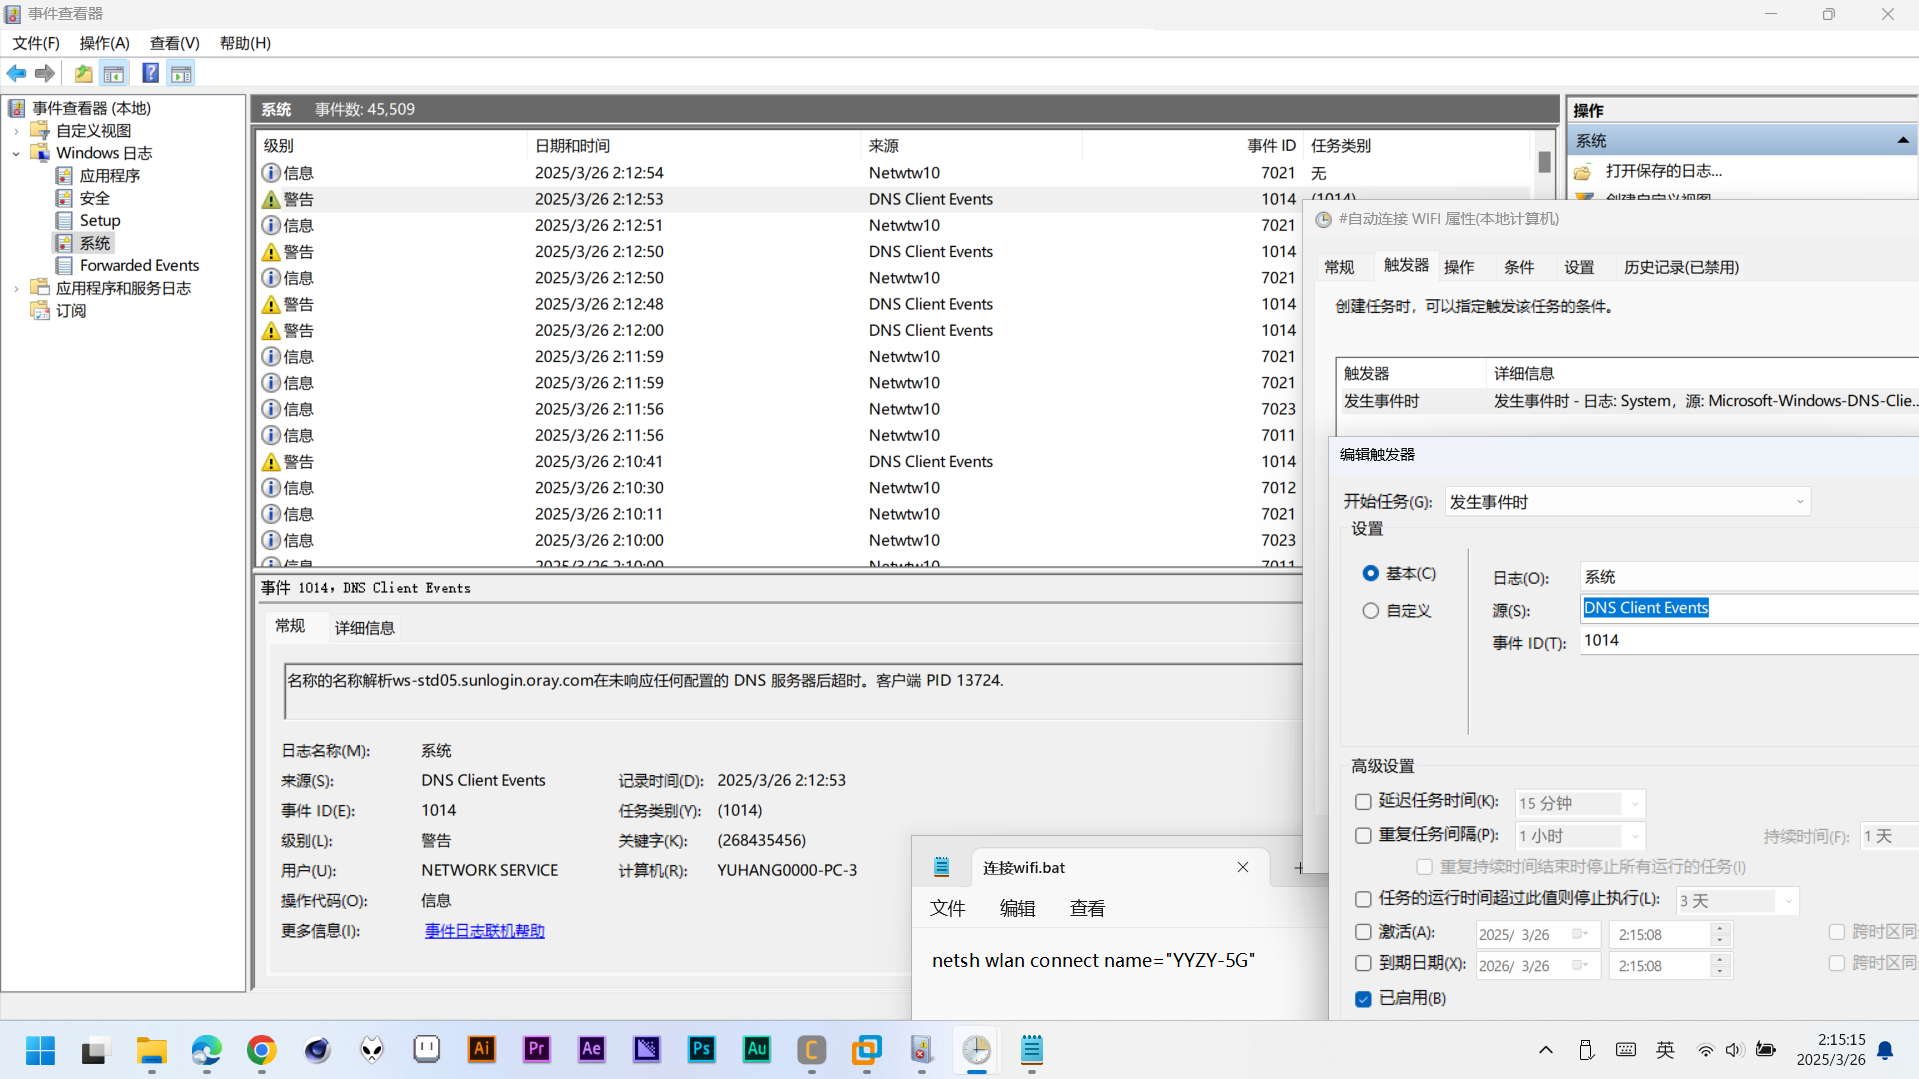 事件查看器
文件(F) 操作(A) 查看(V) 帮助(H)
事件查看器 (本地)
自定义视图
Windows 日志
应用程序
安全
Setup
系统
Forwarded Events
应用程序和服务日志
订阅
系统 事件数: 45,509
级别 日期和时间 来源 事件 ID 任务类别
信息 2025/3/26 2:12:54 Netwtw10 7021 无
警告 2025/3/26 2:12:53 DNS Client Events 1014 (1014)
信息 2025/3/26 2:12:51 Netwtw10 7021
警告 2025/3/26 2:12:50 DNS Client Events 1014
信息 2025/3/26 2:12:50 Netwtw10 7021
警告 2025/3/26 2:12:48 DNS Client Events 1014
警告 2025/3/26 2:12:00 DNS Client Events 1014
信息 2025/3/26 2:11:59 Netwtw10 7021
信息 2025/3/26 2:11:59 Netwtw10 7021
信息 2025/3/26 2:11:56 Netwtw10 7023
信息 2025/3/26 2:11:56 Netwtw10 7011
警告 2025/3/26 2:10:41 DNS Client Events 1014
信息 2025/3/26 2:10:30 Netwtw10 7012
信息 2025/3/26 2:10:11 Netwtw10 7021
信息 2025/3/26 2:10:00 Netwtw10 7023
信息 2025/3/26 2:10:00 Netwtw10 7011
事件 1014，DNS Client Events
常规 详细信息
名称的名称解析ws-std05.sunlogin.oray.com在未响应任何配置的 DNS 服务器后超时。客户端 PID 13724.
日志名称(M): 系统
来源(S): DNS Client Events 记录时间(D): 2025/3/26 2:12:53
事件 ID(E): 1014 任务类别(Y): (1014)
级别(L): 警告 关键字(K): (268435456)
用户(U): NETWORK SERVICE 计算机(R): YUHANG0000-PC-3
操作代码(O): 信息
更多信息(I): 事件日志联机帮助
操作
系统
打开保存的日志...
创建自定义视图...
#自动连接 WIFI 属性(本地计算机)
常规 触发器 操作 条件 设置 历史记录(已禁用)
创建任务时，可以指定触发该任务的条件。
触发器 详细信息
发生事件时 发生事件时 - 日志: System，源: Microsoft-Windows-DNS-Clie...
编辑触发器
开始任务(G): 发生事件时
设置
基本(C)
自定义
日志(O): 系统
源(S): DNS Client Events
事件 ID(T): 1014
高级设置
延迟任务时间(K): 15 分钟
重复任务间隔(P): 1 小时 持续时间(F): 1 天
重复持续时间结束时停止所有运行的任务(I)
任务的运行时间超过此值则停止执行(L): 3 天
激活(A): 2025/ 3/26 2:15:08 跨时区同
到期日期(X): 2026/ 3/26 2:15:08 跨时区同
已启用(B)
连接wifi.bat
文件 编辑 查看
netsh wlan connect name="YYZY-5G"
Ai Pr Ae Ps Au C
英
2:15:15
2025/3/26